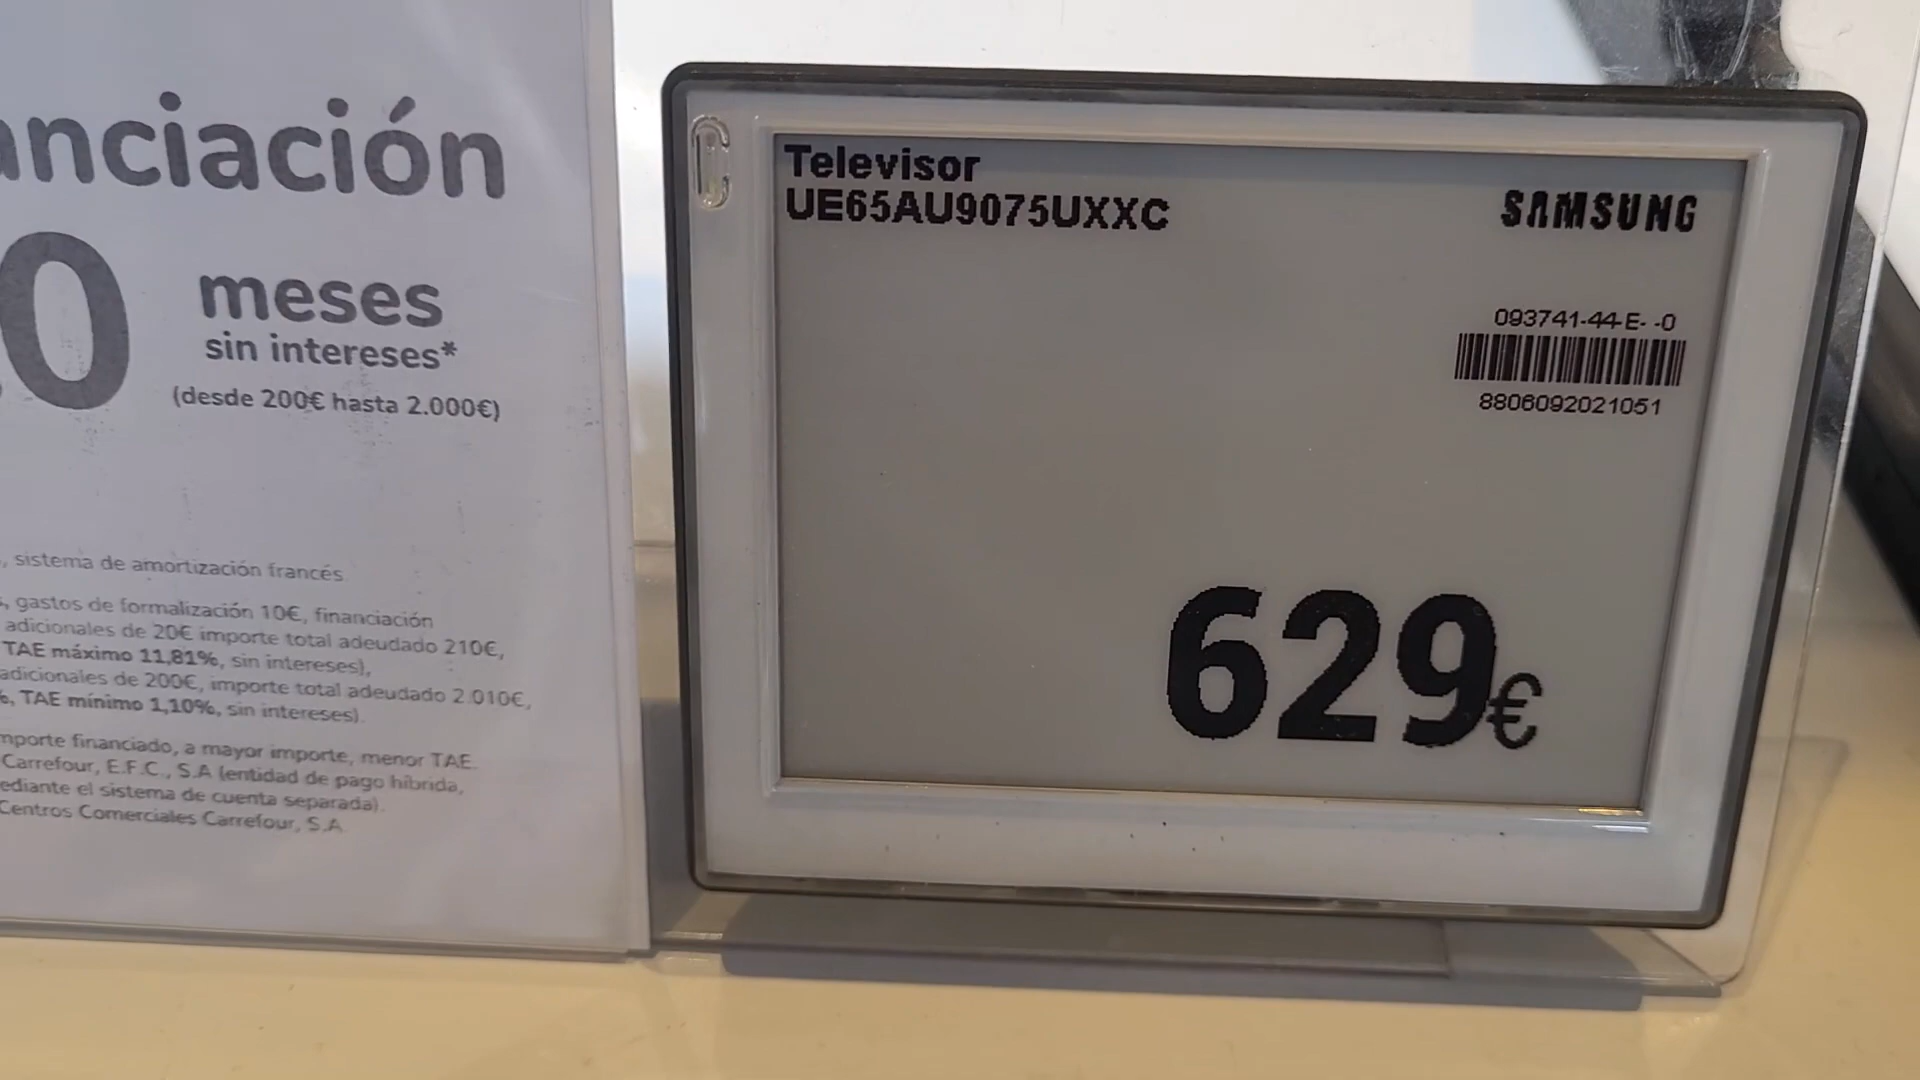 nciación
0 meses
sin intereses*
(desde 200€ hasta 2.000€)
, sistema de amortización francés.
, gastos de formalización 10€, financiación
adicionales de 20€ importe total adeudado 210€,
TAE máximo 11,81%, sin intereses),
adicionales de 200€, importe total adeudado 2.010€,
%, TAE mínimo 1,10%, sin intereses).
mporte financiado, a mayor importe, menor TAE.
Carrefour, E.F.C., S.A (entidad de pago híbrida,
ediante el sistema de cuenta separada).
Centros Comerciales Carrefour, S.A.
Televisor
UE65AU9075UXXC
SAMSUNG
093741-44-E- -0
8806092021051
629€